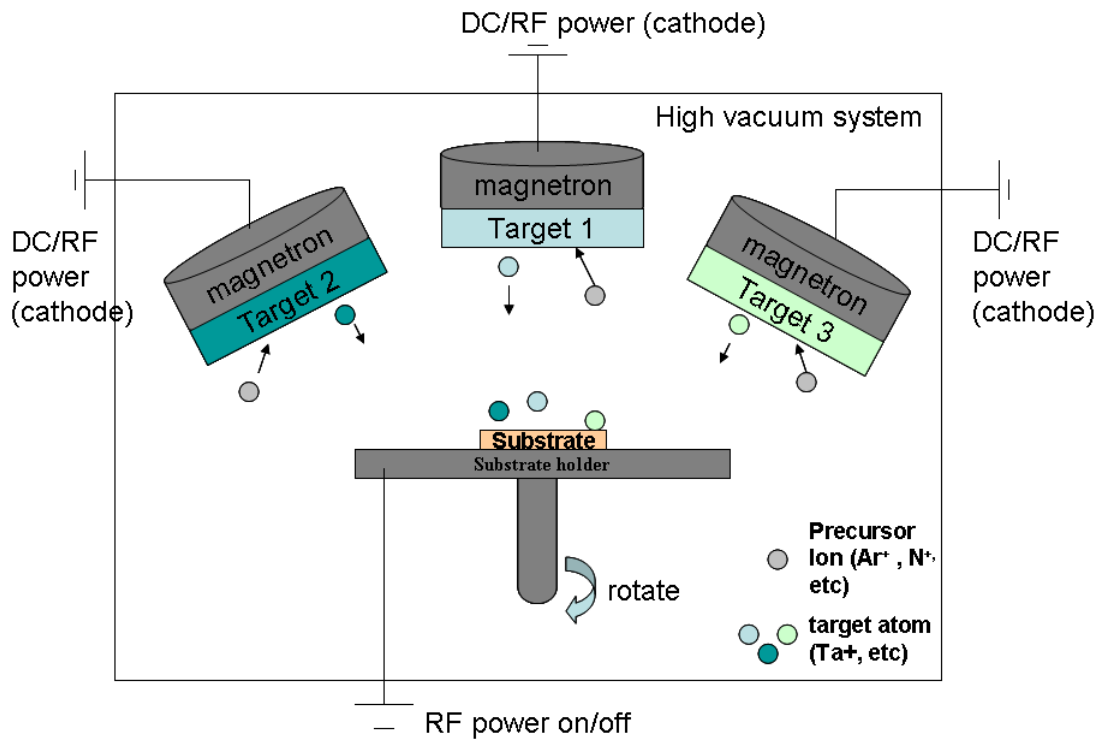 DC/RF power (cathode)
High vacuum system
magnetron
Target 1
magnetron
Target 2
magnetron
Target 3
DC/RF
power
(cathode)
DC/RF
power
(cathode)
Substrate
Substrate holder
rotate
Precursor
Ion (Ar⁺ , N⁺,
etc)
target atom
(Ta+, etc)
RF power on/off